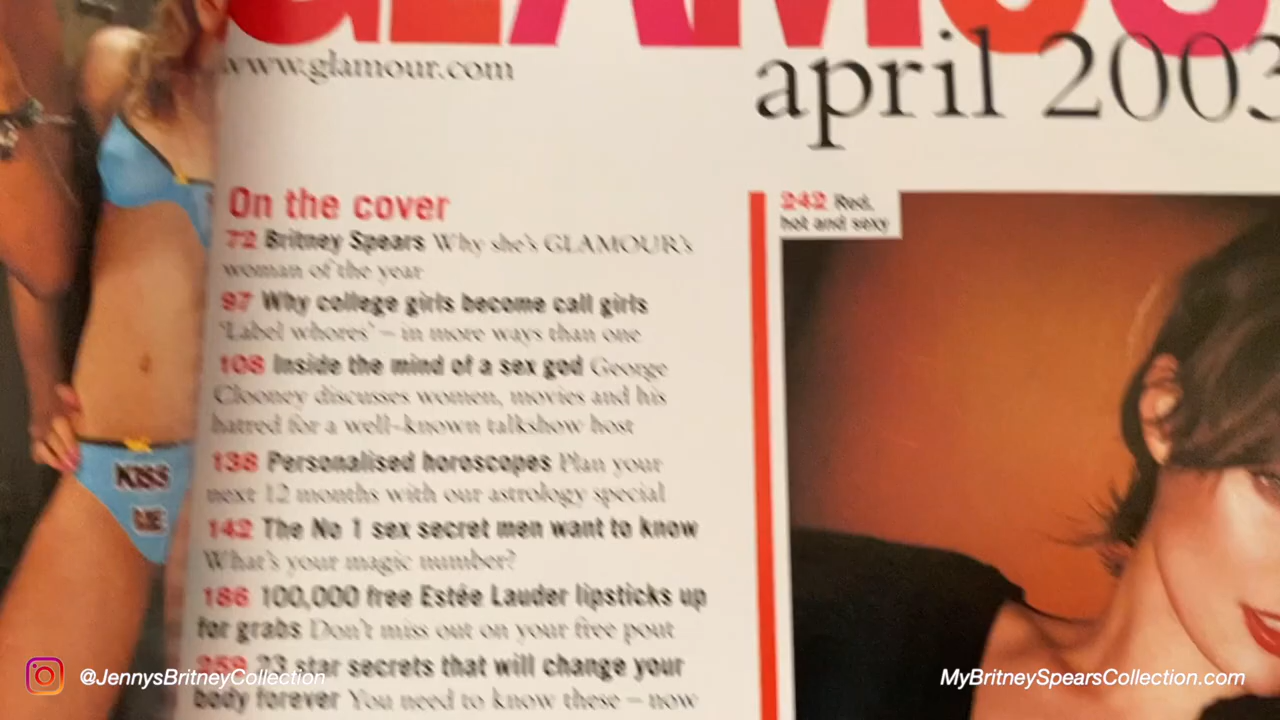 GLAMOU
www.glamour.com
april 2003
On the cover
72 Britney Spears Why she's GLAMOUR's
woman of the year
97 Why college girls become call girls
'Label whores' – in more ways than one
108 Inside the mind of a sex god George
Clooney discusses women, movies and his
hatred for a well-known talkshow host
138 Personalised horoscopes Plan your
next 12 months with our astrology special
142 The No 1 sex secret men want to know
What's your magic number?
186 100,000 free Estée Lauder lipsticks up
for grabs Don't miss out on your free pout
259 23 star secrets that will change your
body forever You need to know these – now
242 Red,
hot and sexy
KISS
ME
@JennysBritneyCollection
MyBritneySpearsCollection.com